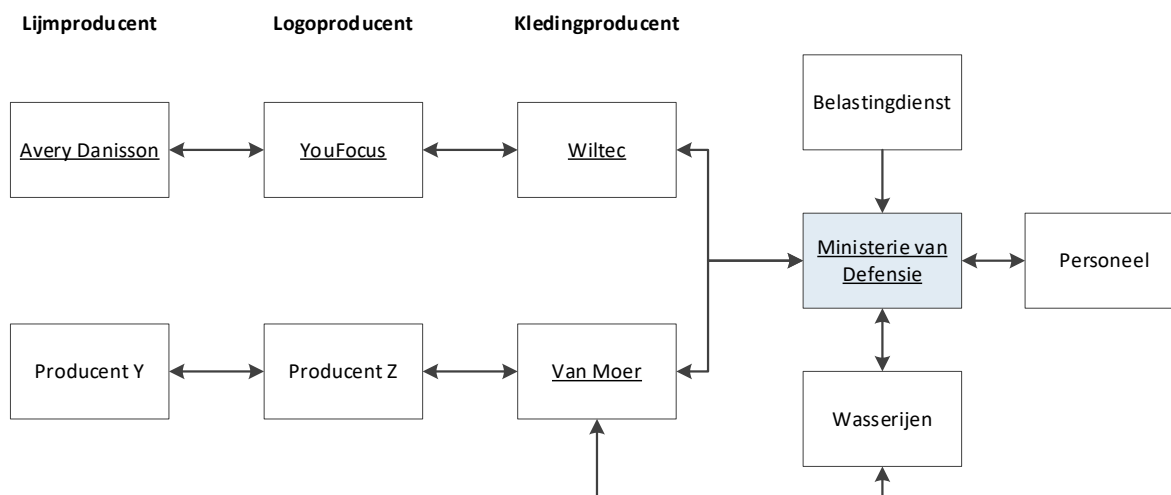 Lijmproducent
Logoproducent
Kledingproducent
Belastingdienst
Avery Danisson
YouFocus
Wiltec
Ministerie van
Defensie
Personeel
Producent Y
Producent Z
Van Moer
Wasserijen